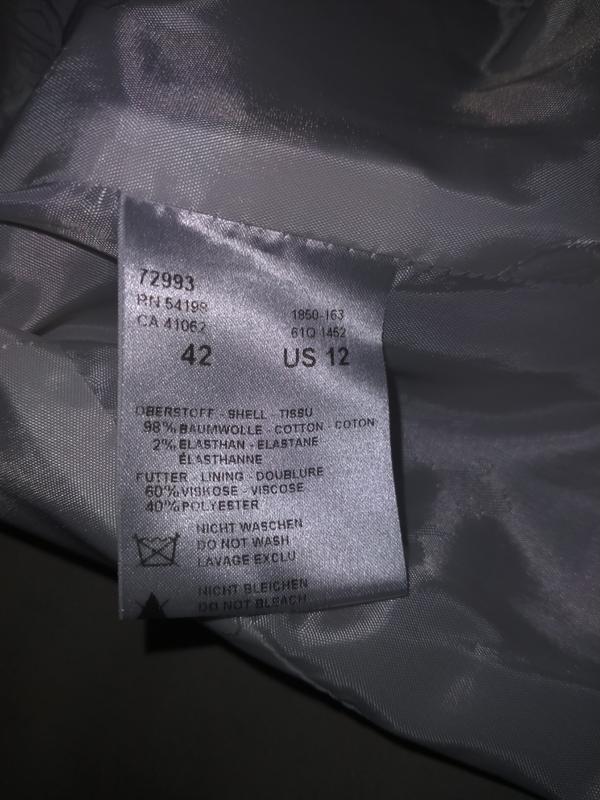 72993
RN 54198
CA 41062
1850-163
61Q 1452
42
US 12
OBERSTOFF - SHELL - TISSU
98% BAUMWOLLE - COTTON - COTON
2% ELASTHAN - ELASTANE
ÉLASTHANNE
FUTTER - LINING - DOUBLURE
60% VISKOSE - VISCOSE
40% POLYESTER
NICHT WASCHEN
DO NOT WASH
LAVAGE EXCLU
NICHT BLEICHEN
DO NOT BLEACH